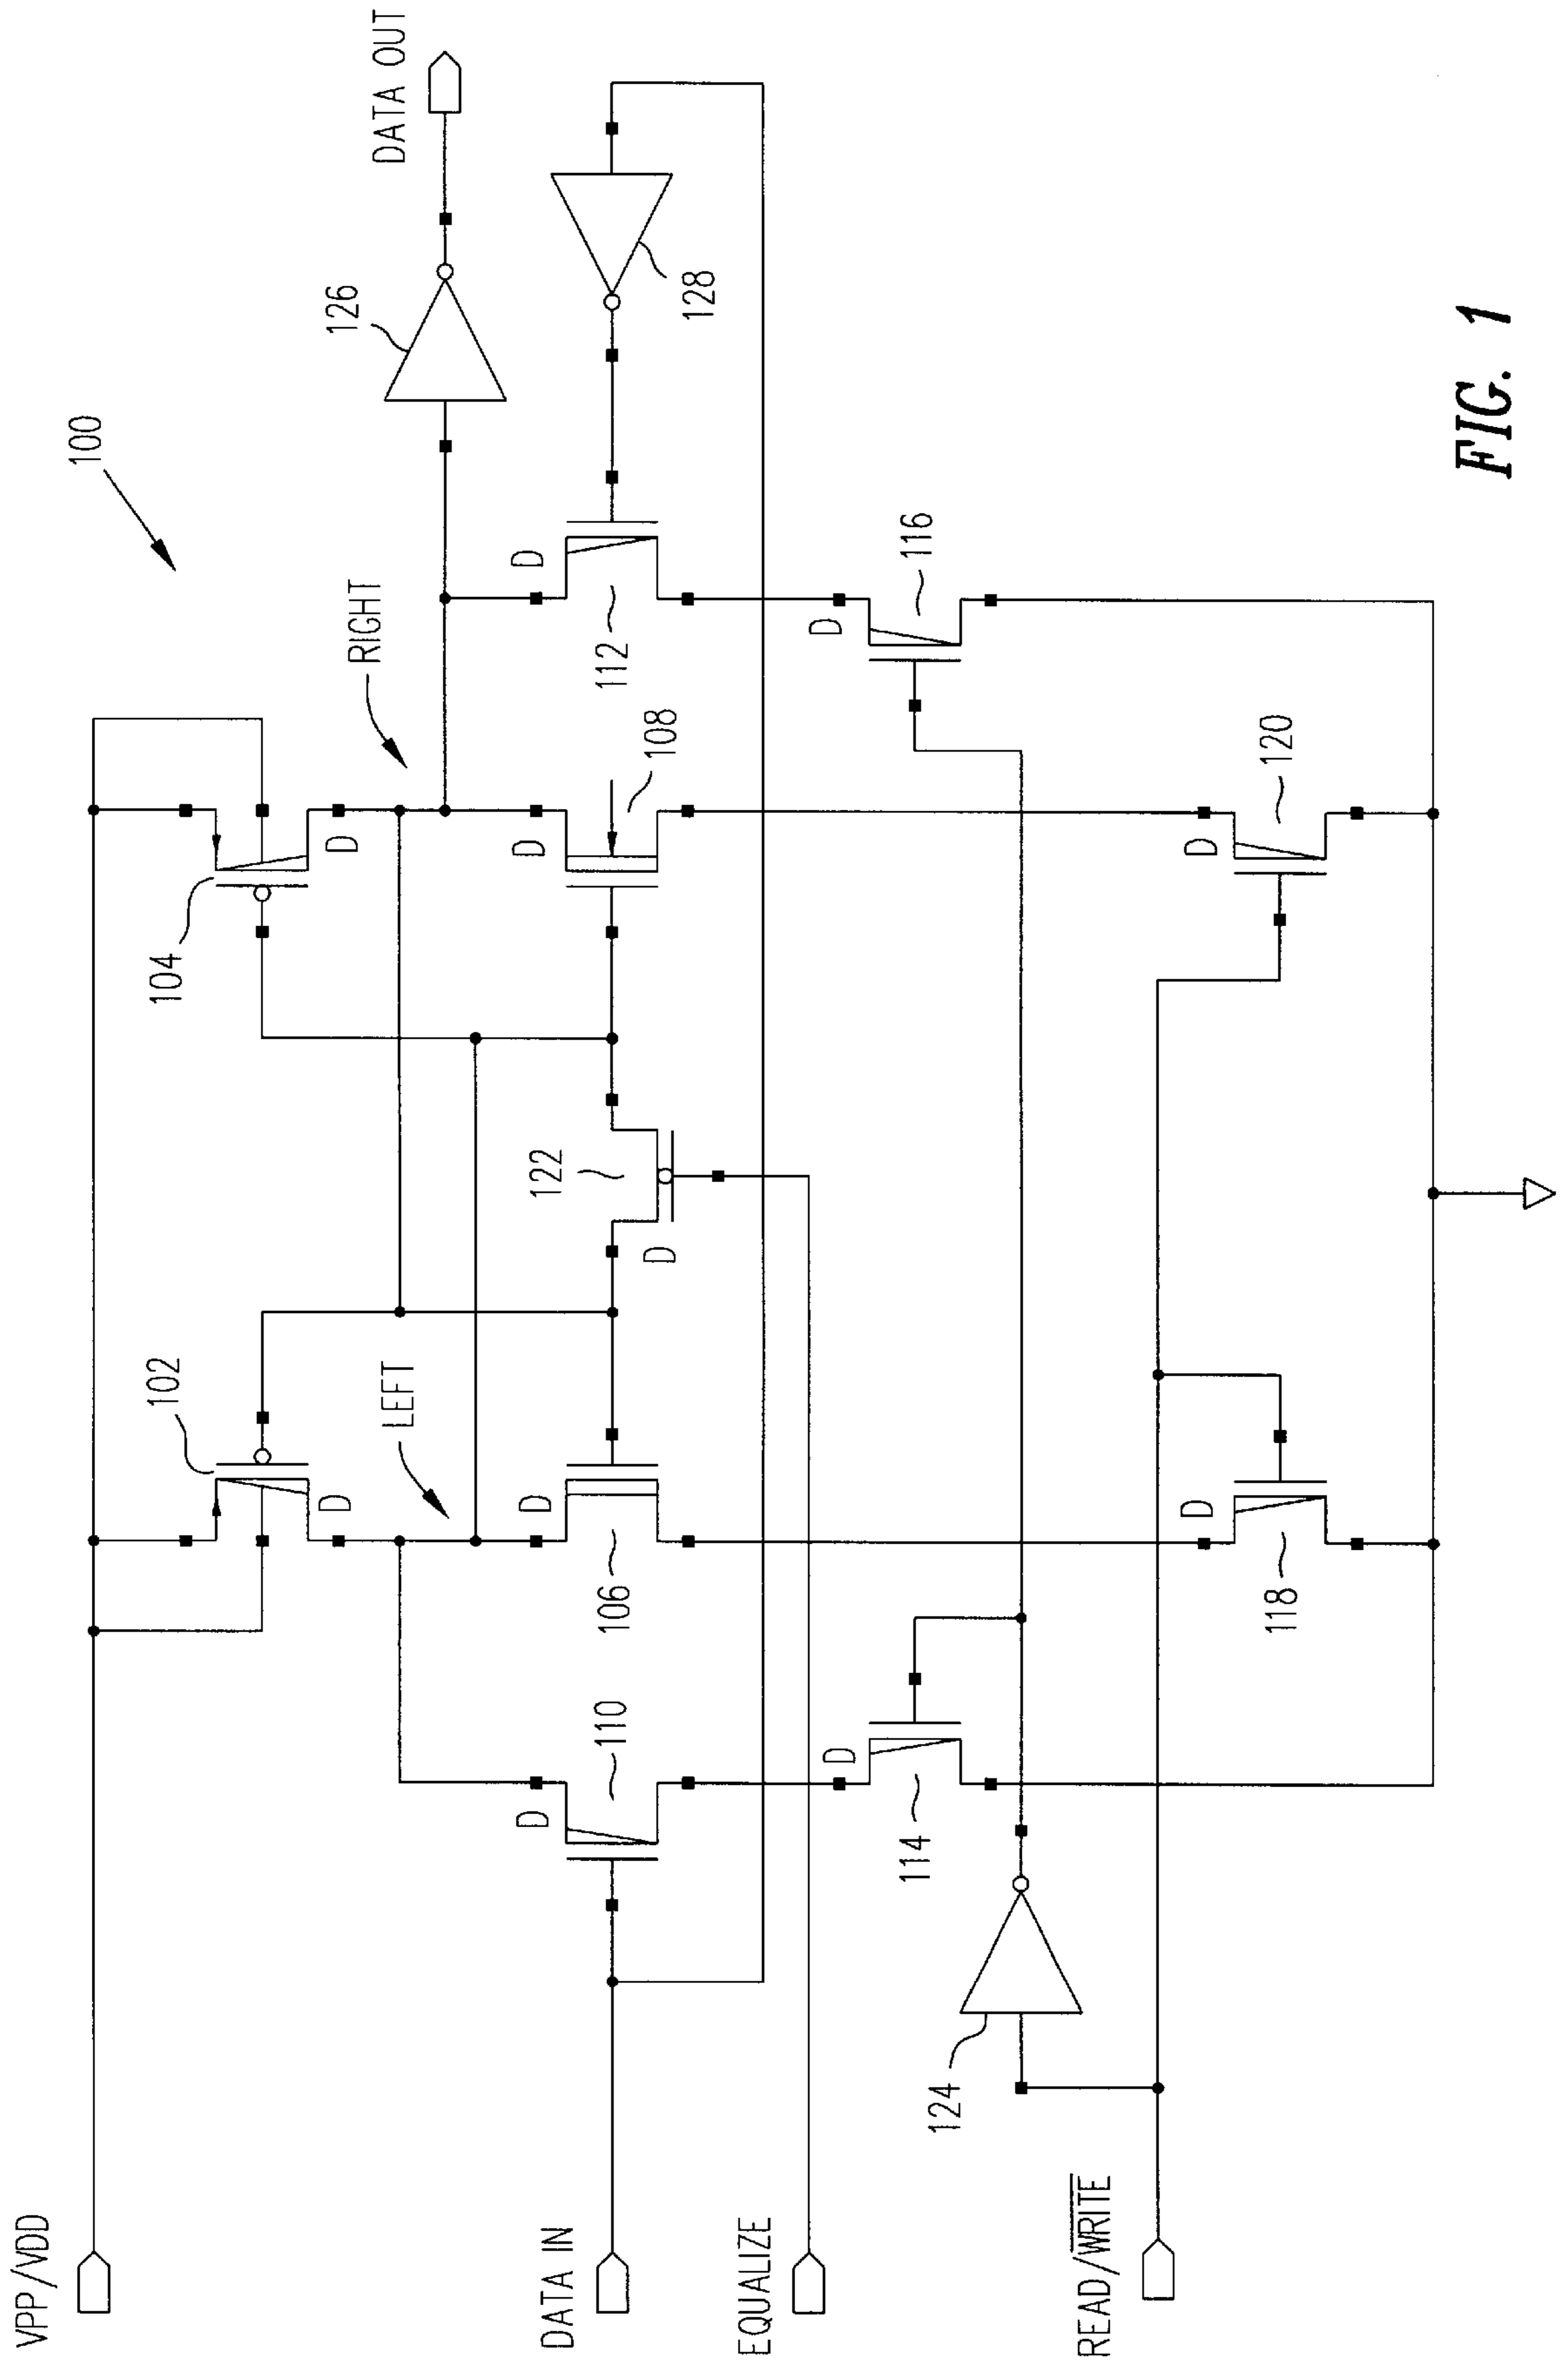 100
VPP/VDD
102
104
D
D
RIGHT
LEFT
126
DATA OUT
DATA IN
D
110
D
106
D
122
D
108
D
112
128
EQUALIZE
D
114
D
116
124
READ/WRITE
D
118
D
120
FIG. 1